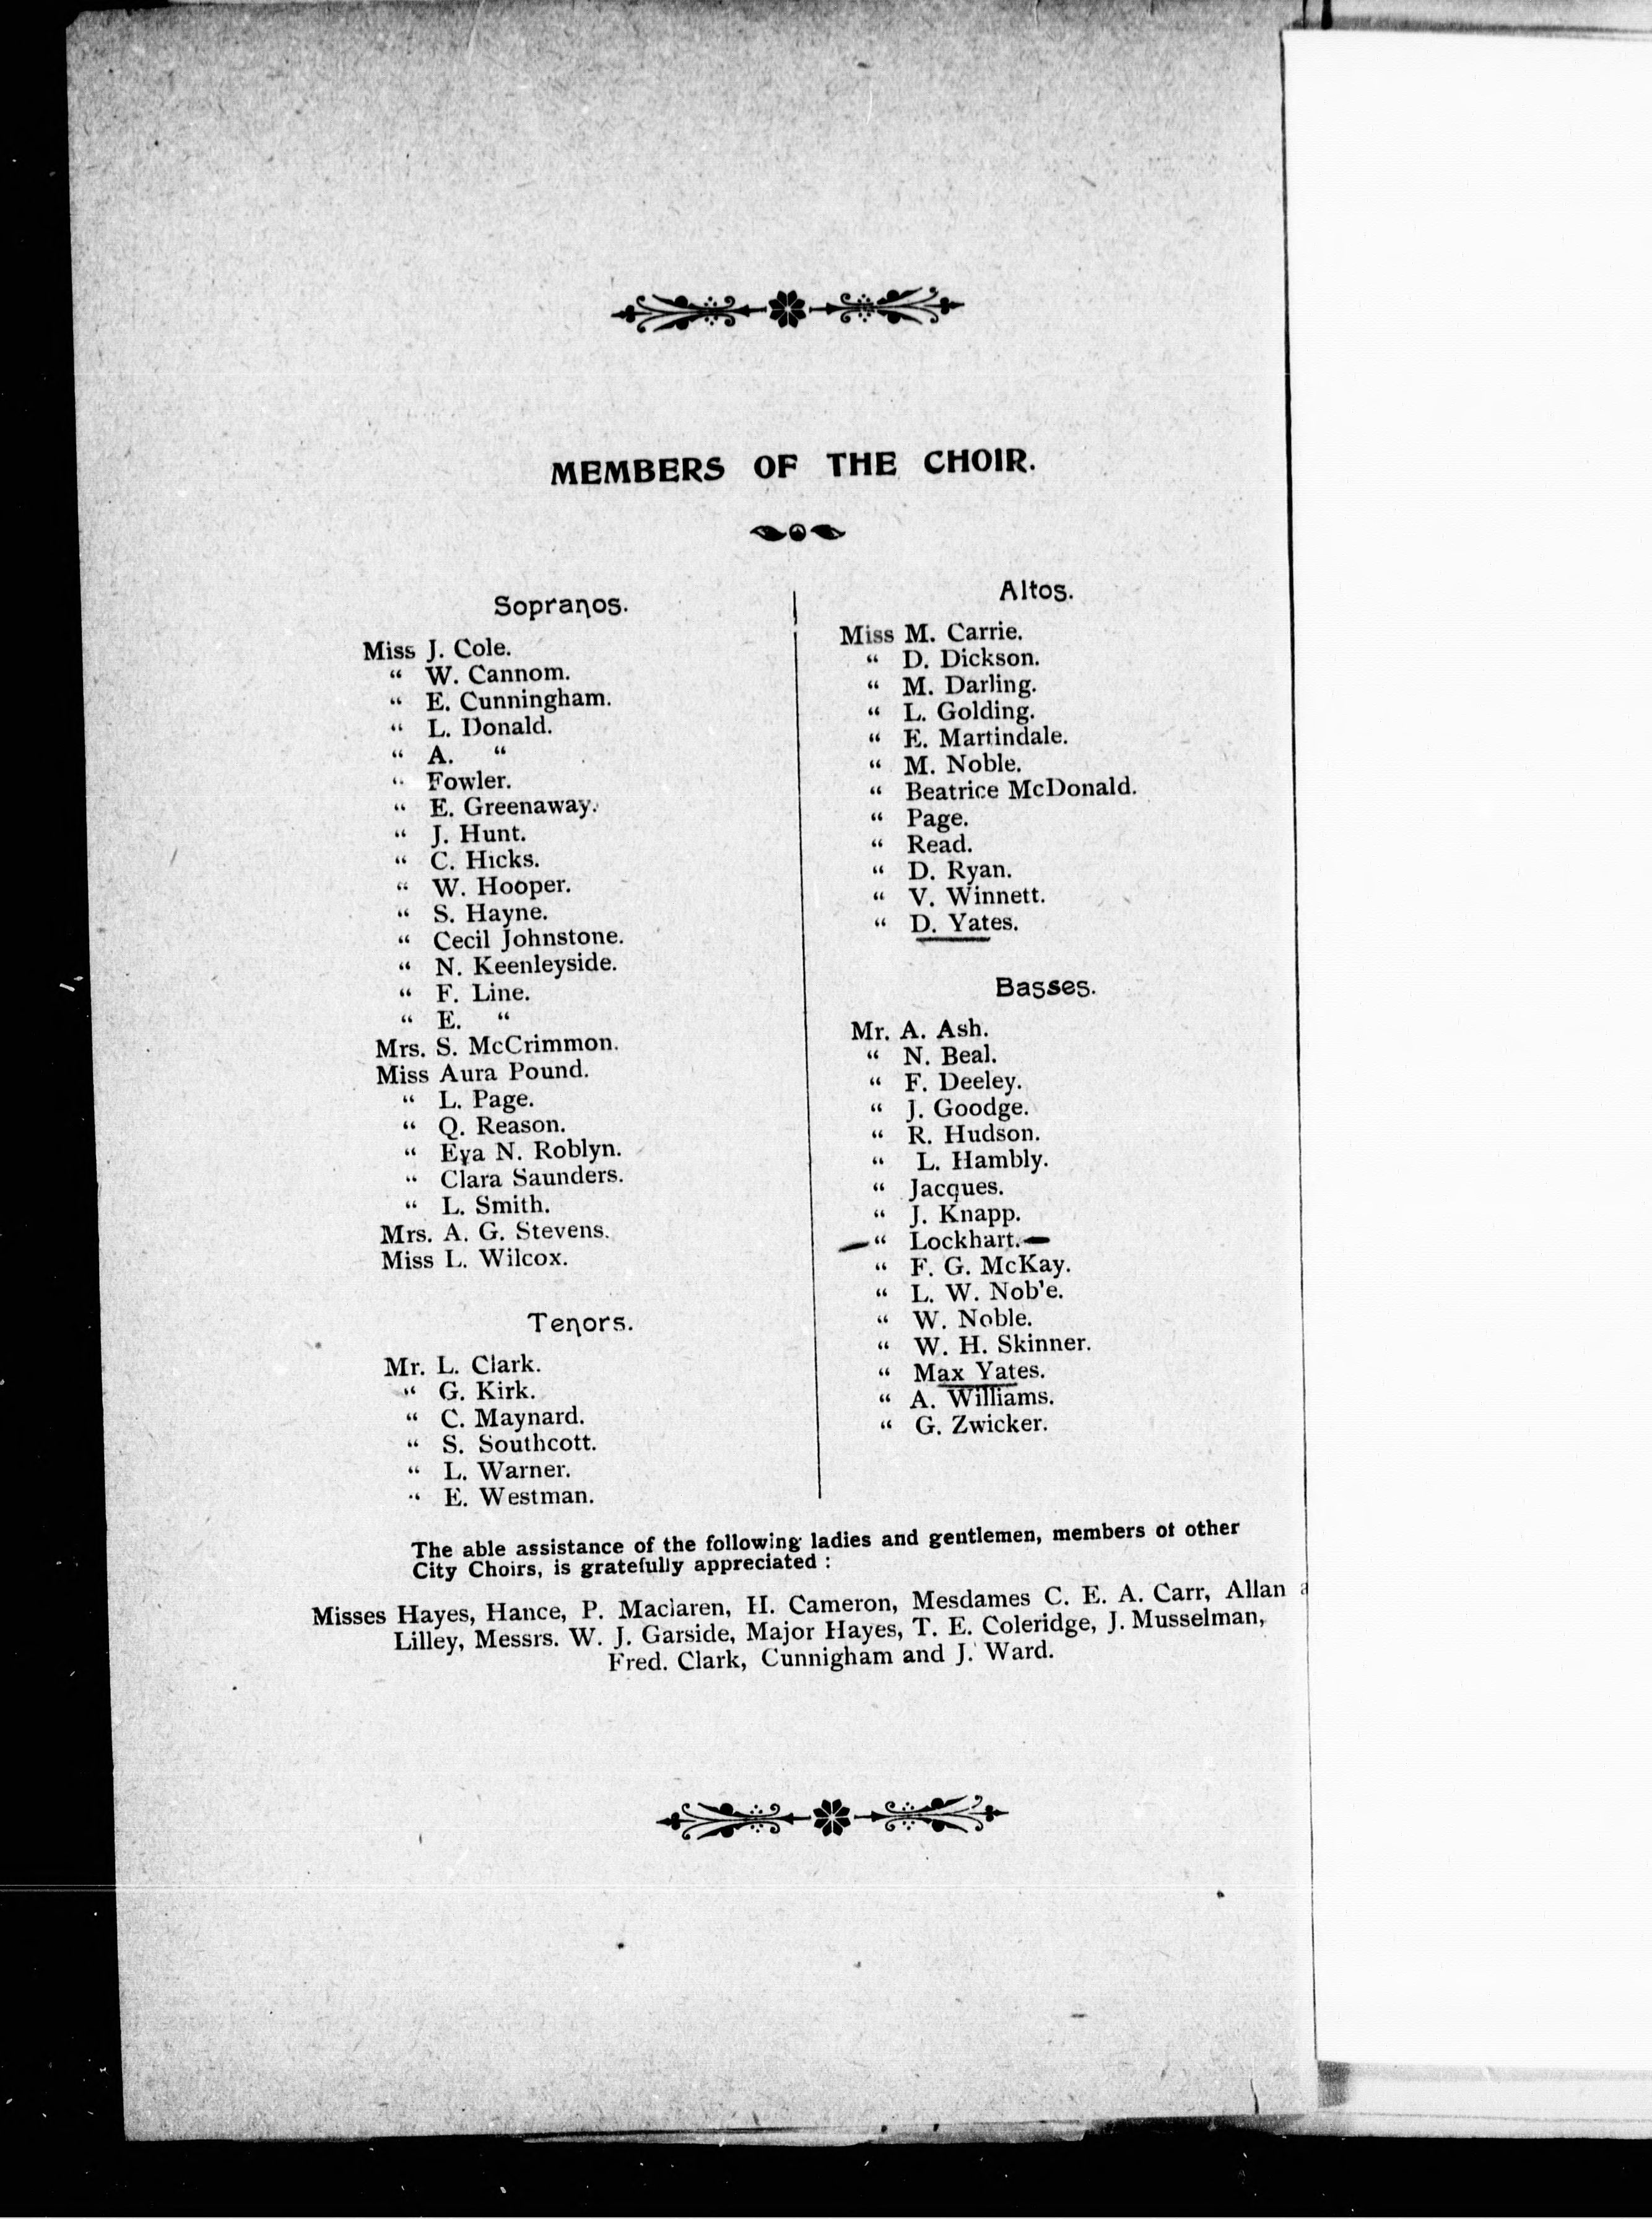 MEMBERS OF THE CHOIR.
Sopranos.
Miss J. Cole.
“ W. Cannom.
“ E. Cunningham.
“ L. Donald.
“ A. “
“ Fowler.
“ E. Greenaway.
“ J. Hunt.
“ C. Hicks.
“ W. Hooper.
“ S. Hayne.
“ Cecil Johnstone.
“ N. Keenleyside.
“ F. Line.
“ E. “
Mrs. S. McCrimmon.
Miss Aura Pound.
“ L. Page.
“ Q. Reason.
“ Eva N. Roblyn.
“ Clara Saunders.
“ L. Smith.
Mrs. A. G. Stevens.
Miss L. Wilcox.
Tenors.
Mr. L. Clark.
“ G. Kirk.
“ C. Maynard.
“ S. Southcott.
“ L. Warner.
“ E. Westman.
Altos.
Miss M. Carrie.
“ D. Dickson.
“ M. Darling.
“ L. Golding.
“ E. Martindale.
“ M. Noble.
“ Beatrice McDonald.
“ Page.
“ Read.
“ D. Ryan.
“ V. Winnett.
“ D. Yates.
Basses.
Mr. A. Ash.
“ N. Beal.
“ F. Deeley.
“ J. Goodge.
“ R. Hudson.
“ L. Hambly.
“ Jacques.
“ J. Knapp.
“ Lockhart.
“ F. G. McKay.
“ L. W. Nob'e.
“ W. Noble.
“ W. H. Skinner.
“ Max Yates.
“ A. Williams.
“ G. Zwicker.
The able assistance of the following ladies and gentlemen, members of other
City Choirs, is gratefully appreciated :
Misses Hayes, Hance, P. Maclaren, H. Cameron, Mesdames C. E. A. Carr, Allan
Lilley, Messrs. W. J. Garside, Major Hayes, T. E. Coleridge, J. Musselman,
Fred. Clark, Cunnigham and J. Ward.